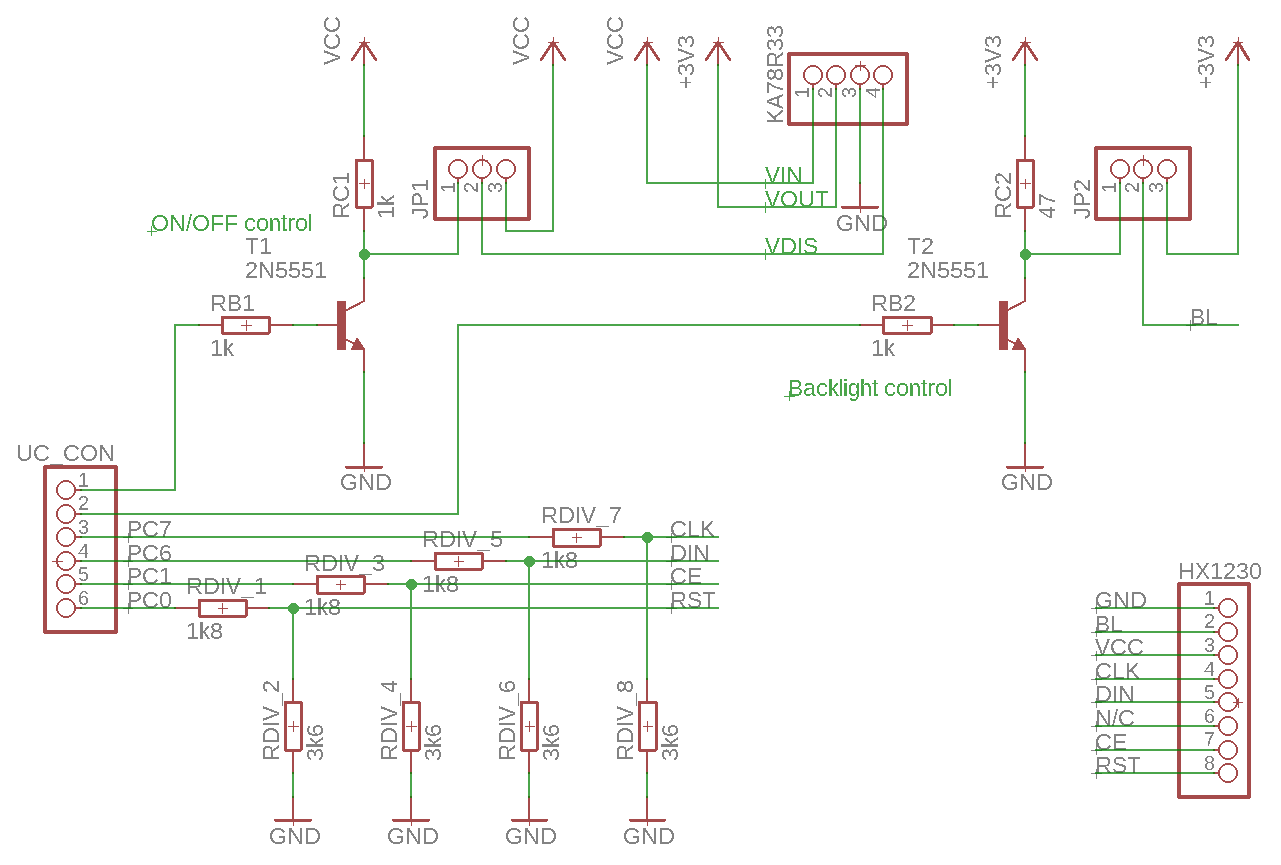 VCC
VCC
VCC
+3V3
KA78R33
1
2
3
4
+3V3
+3V3
RC1
1k
JP1
1
2
3
VIN
VOUT
GND
VDIS
RC2
47
JP2
1
2
3
ON/OFF control
T1
2N5551
T2
2N5551
RB1
1k
RB2
1k
BL
Backlight control
GND
GND
UC_CON
1
2
3
4
5
6
PC7
PC6
PC1
PC0
RDIV_7
1k8
RDIV_5
1k8
RDIV_3
1k8
RDIV_1
1k8
CLK
DIN
CE
RST
RDIV_2
3k6
RDIV_4
3k6
RDIV_6
3k6
RDIV_8
3k6
GND
GND
GND
GND
HX1230
GND 1
BL 2
VCC 3
CLK 4
DIN 5
N/C 6
CE 7
RST 8